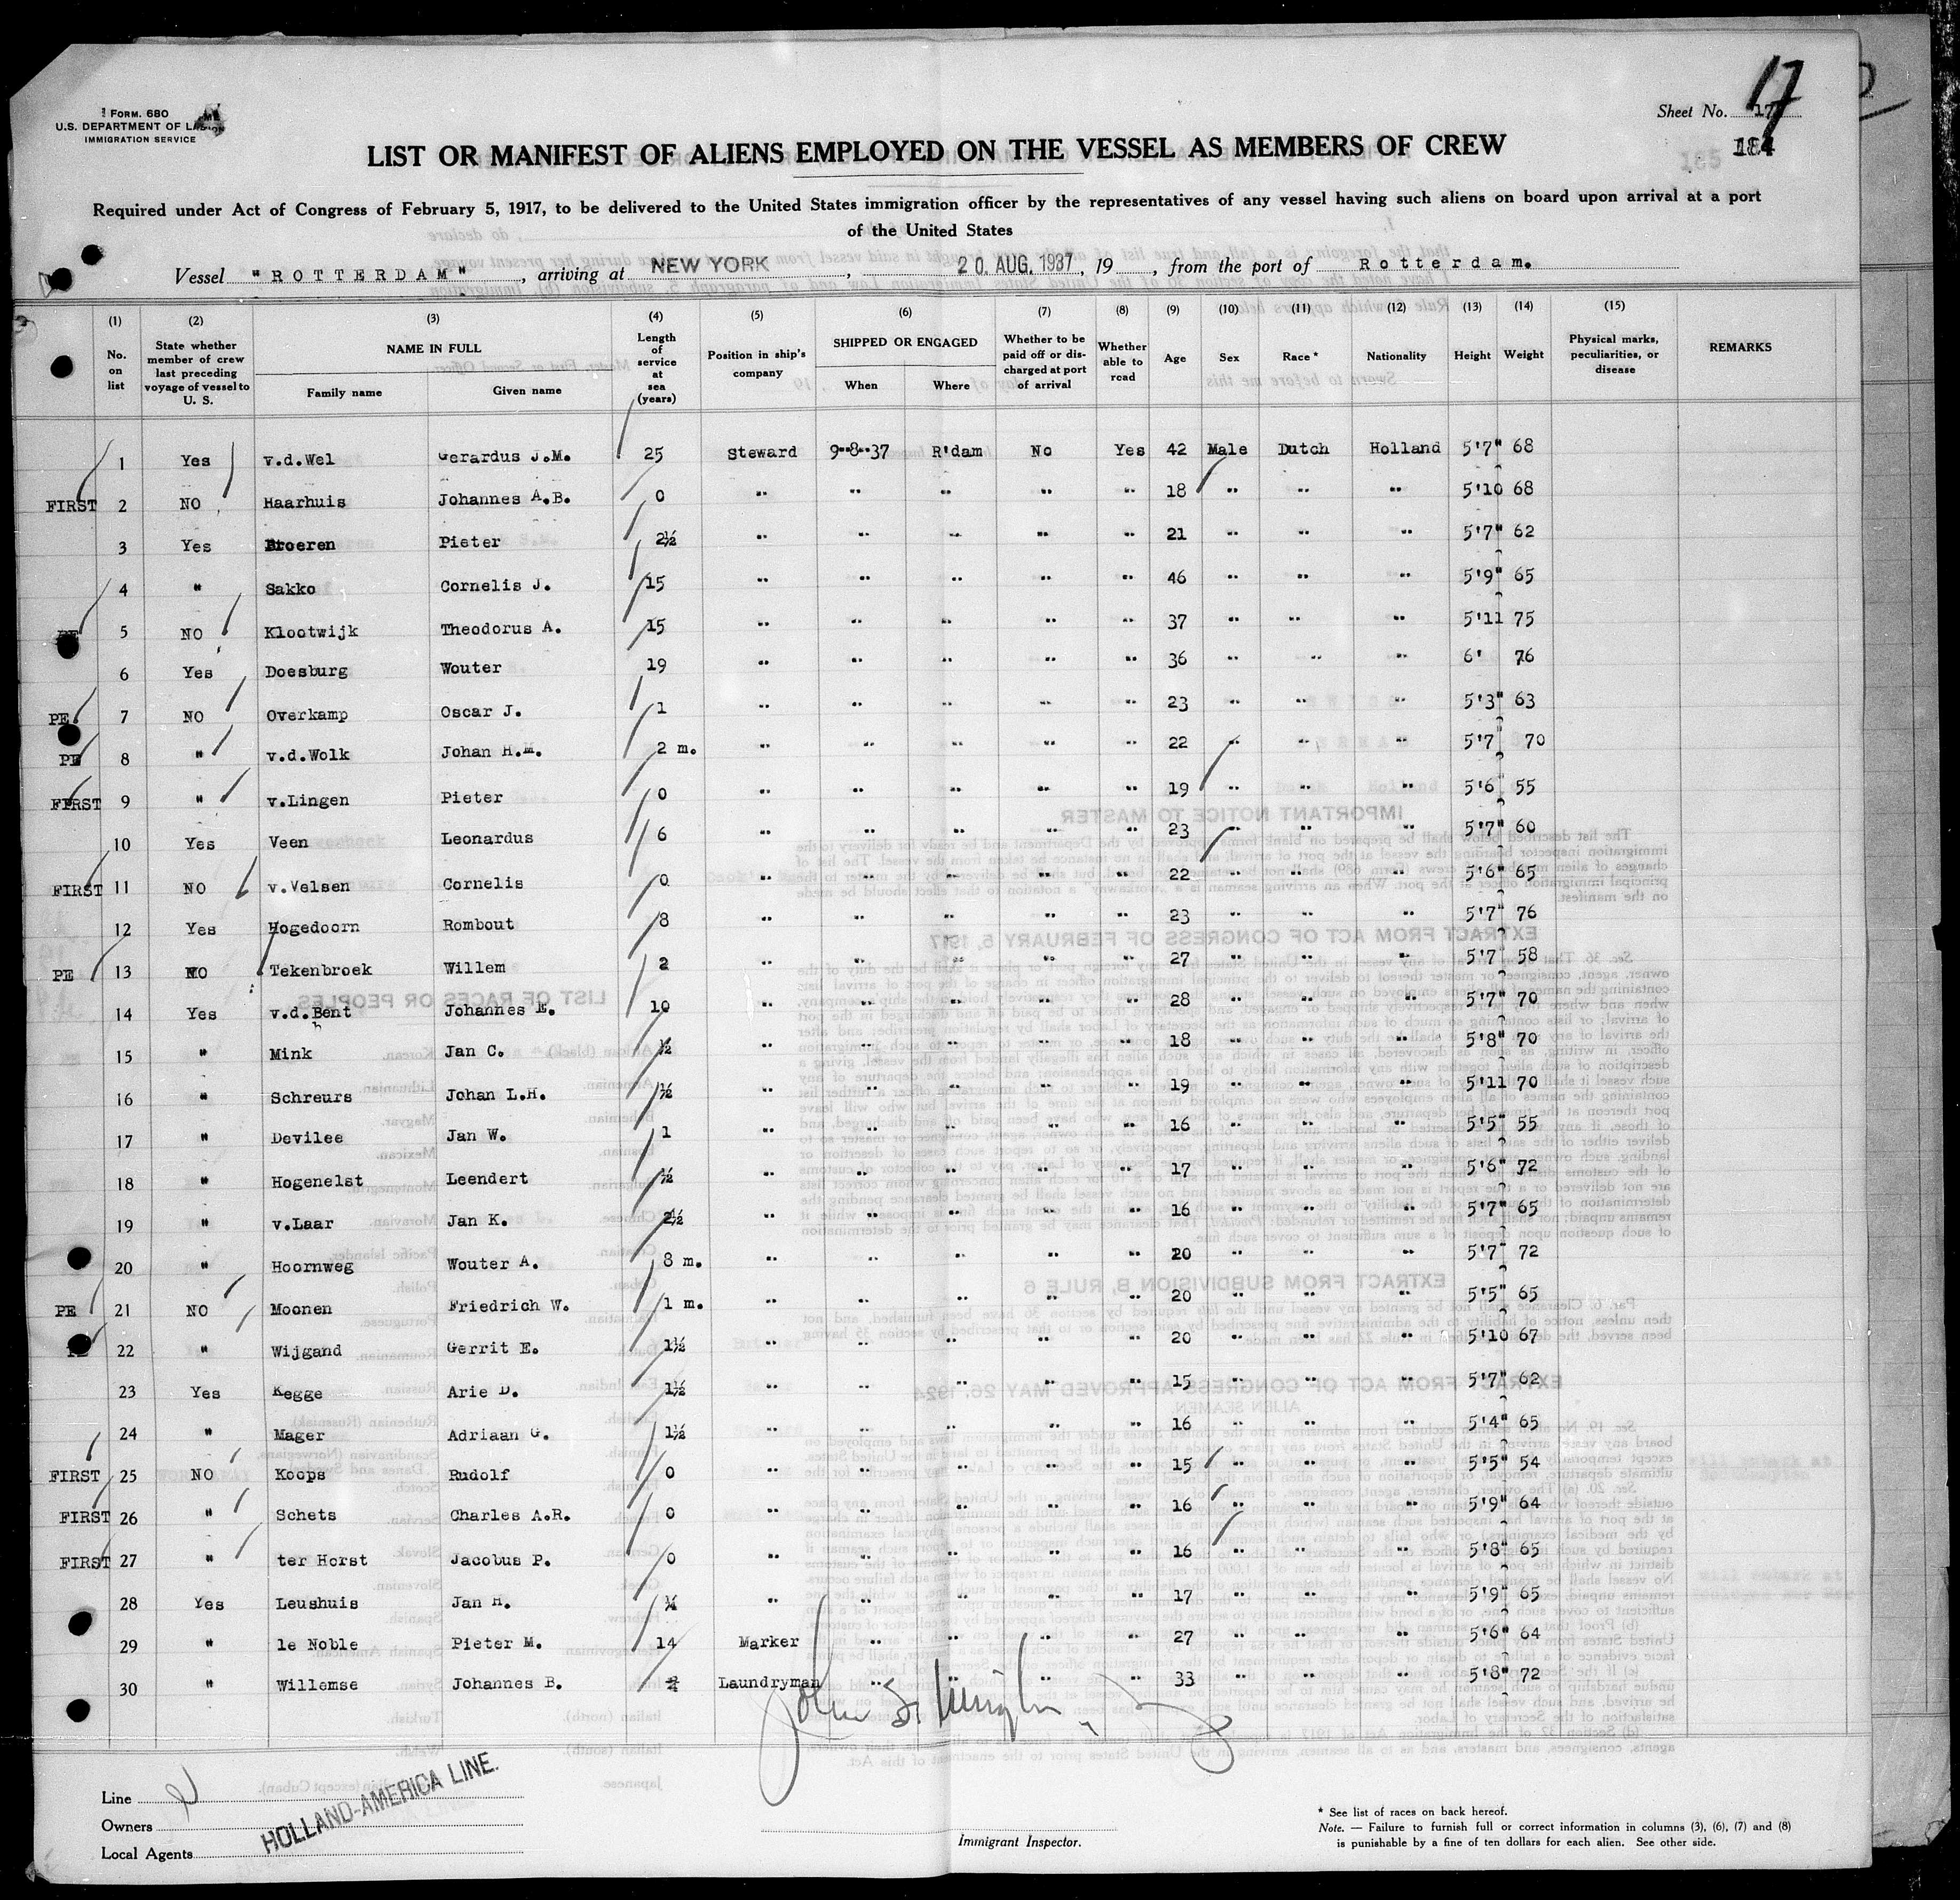 Form. 680
U.S. DEPARTMENT OF LABOR
IMMIGRATION SERVICE
Sheet No. 17
17
184
LIST OR MANIFEST OF ALIENS EMPLOYED ON THE VESSEL AS MEMBERS OF CREW
Required under Act of Congress of February 5, 1917, to be delivered to the United States immigration officer by the representatives of any vessel having such aliens on board upon arrival at a port
of the United States
Vessel "ROTTERDAM", arriving at NEW YORK, 20. AUG. 1937, 19, from the port of Rotterdam.
(1) (2) (3) (4) (5) (6) (7) (8) (9) (10) (11) (12) (13) (14) (15)
No. on list
State whether member of crew last preceding voyage of vessel to U. S.
NAME IN FULL
Family name Given name
Length of service at sea (years)
Position in ship's company
SHIPPED OR ENGAGED
When Where
Whether to be paid off or discharged at port of arrival
Whether able to read
Age Sex Race * Nationality Height Weight
Physical marks, peculiarities, or disease
REMARKS
1 Yes v.d.Wel Gerardus J.M. 25 Steward 9--8--37 R'dam No Yes 42 Male Dutch Holland 5'7" 68
FIRST 2 NO Haarhuis Johannes A.B. 0 " " " " " 18 " " " 5'10 68
3 Yes Broeren Pieter 2½ " " " " " 21 " " " 5'7" 62
4 " Sakko Cornelis J. 15 " " " " " 46 " " " 5'9" 65
PE 5 NO Klootwijk Theodorus A. 15 " " " " " 37 " " " 5'11 75
6 Yes Doesburg Wouter 19 " " " " " 36 " " " 6' 76
PE 7 NO Overkamp Oscar J. 1 " " " " " 23 " " " 5'3" 63
PE 8 " v.d.Wolk Johan H.M. 2 m. " " " " " 22 " " " 5'7 70
FIRST 9 " v.Lingen Pieter 0 " " " " " 19 " " " 5'6 55
10 Yes Veen Leonardus 6 " " " " " 23 " " " 5'7" 60
FIRST 11 NO v.Velsen Cornelis 0 " " " " " 22 " " " 5'6" 65
12 Yes Hogedoorn Rombout 8 " " " " " 23 " " " 5'7" 76
PE 13 NO Tekenbroek Willem 2 " " " " " 27 " " " 5'7 58
14 Yes v.d.Bent Johannes E. 10 " " " " " 28 " " " 5'7" 70
15 " Mink Jan C. ½ " " " " " 18 " " " 5'8" 70
16 " Schreurs Johan L.H. ½ " " " " " 19 " " " 5'11 70
17 " Devilee Jan W. 1 " " " " " 16 " " " 5'5" 55
18 " Hogenelst Leendert ½ " " " " " 17 " " " 5'6" 72
19 " v.Laar Jan K. 2½ " " " " " 16 " " " 5'7" 65
20 " Hoornweg Wouter A. 8 m. " " " " " 20 " " " 5'7" 72
PE 21 NO Moonen Friedrich W. 1 m. " " " " " 20 " " " 5'5" 65
22 " Wijgand Gerrit E. 1½ " " " " " 20 " " " 5'10 67
23 Yes Kegge Arie D. 1½ " " " " " 15 " " " 5'7" 62
24 " Mager Adriaan G. 1½ " " " " " 16 " " " 5'4" 65
FIRST 25 NO Koops Rudolf 0 " " " " " 15 " " " 5'5" 54
FIRST 26 " Schets Charles A.R. 0 " " " " " 16 " " " 5'9" 64
FIRST 27 " ter Horst Jacobus P. 0 " " " " " 16 " " " 5'8" 65
28 Yes Leushuis Jan H. " " " " " 17 " " " 5'9" 65
29 " le Noble Pieter M. 14 Marker " " " " 27 " " " 5'6" 64
30 " Willemse Johannes B. Laundryman " " " " 33 " " " 5'8" 72
Line
Owners
Local Agents
HOLLAND-AMERICA LINE.
Immigrant Inspector.
* See list of races on back hereof.
Note. — Failure to furnish full or correct information in columns (3), (6), (7) and (8)
is punishable by a fine of ten dollars for each alien. See other side.